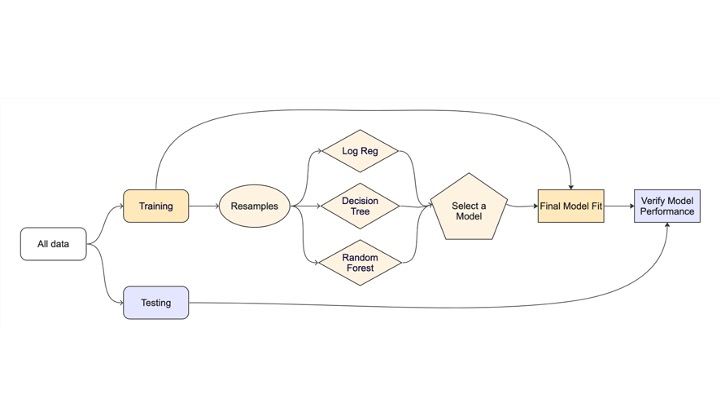 All data
Training
Testing
Resamples
Log Reg
Decision
Tree
Random
Forest
Select a
Model
Final Model Fit
Verify Model
Performance